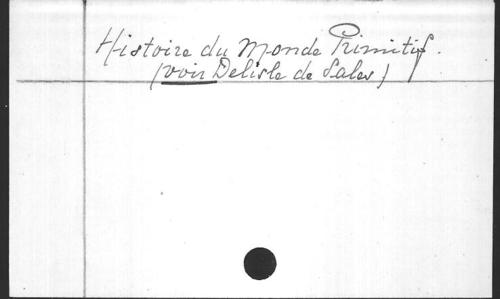 Histoire du Monde Primitif.
(voir Delisle de Sales)